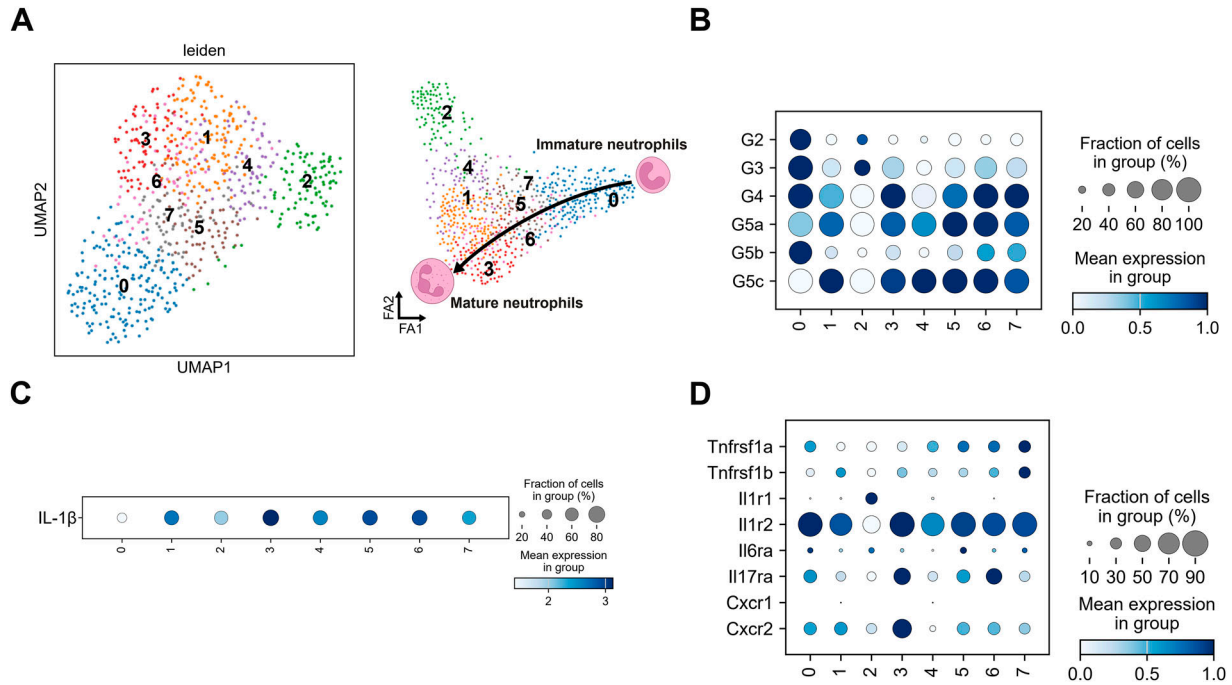 A
leiden
3
1
4
2
6
7
5
0
UMAP2
UMAP1
2
Immature neutrophils
4
7
1
5
0
6
3
Mature neutrophils
FA2
FA1
B
G2
G3
G4
G5a
G5b
G5c
0 1 2 3 4 5 6 7
Fraction of cells
in group (%)
20 40 60 80 100
Mean expression
in group
0.0 0.5 1.0
C
IL-1β
0 1 2 3 4 5 6 7
Fraction of cells
in group (%)
20 40 60 80
Mean expression
in group
2 3
D
Tnfrsf1a
Tnfrsf1b
Il1r1
Il1r2
Il6ra
Il17ra
Cxcr1
Cxcr2
0 1 2 3 4 5 6 7
Fraction of cells
in group (%)
10 30 50 70 90
Mean expression
in group
0.0 0.5 1.0